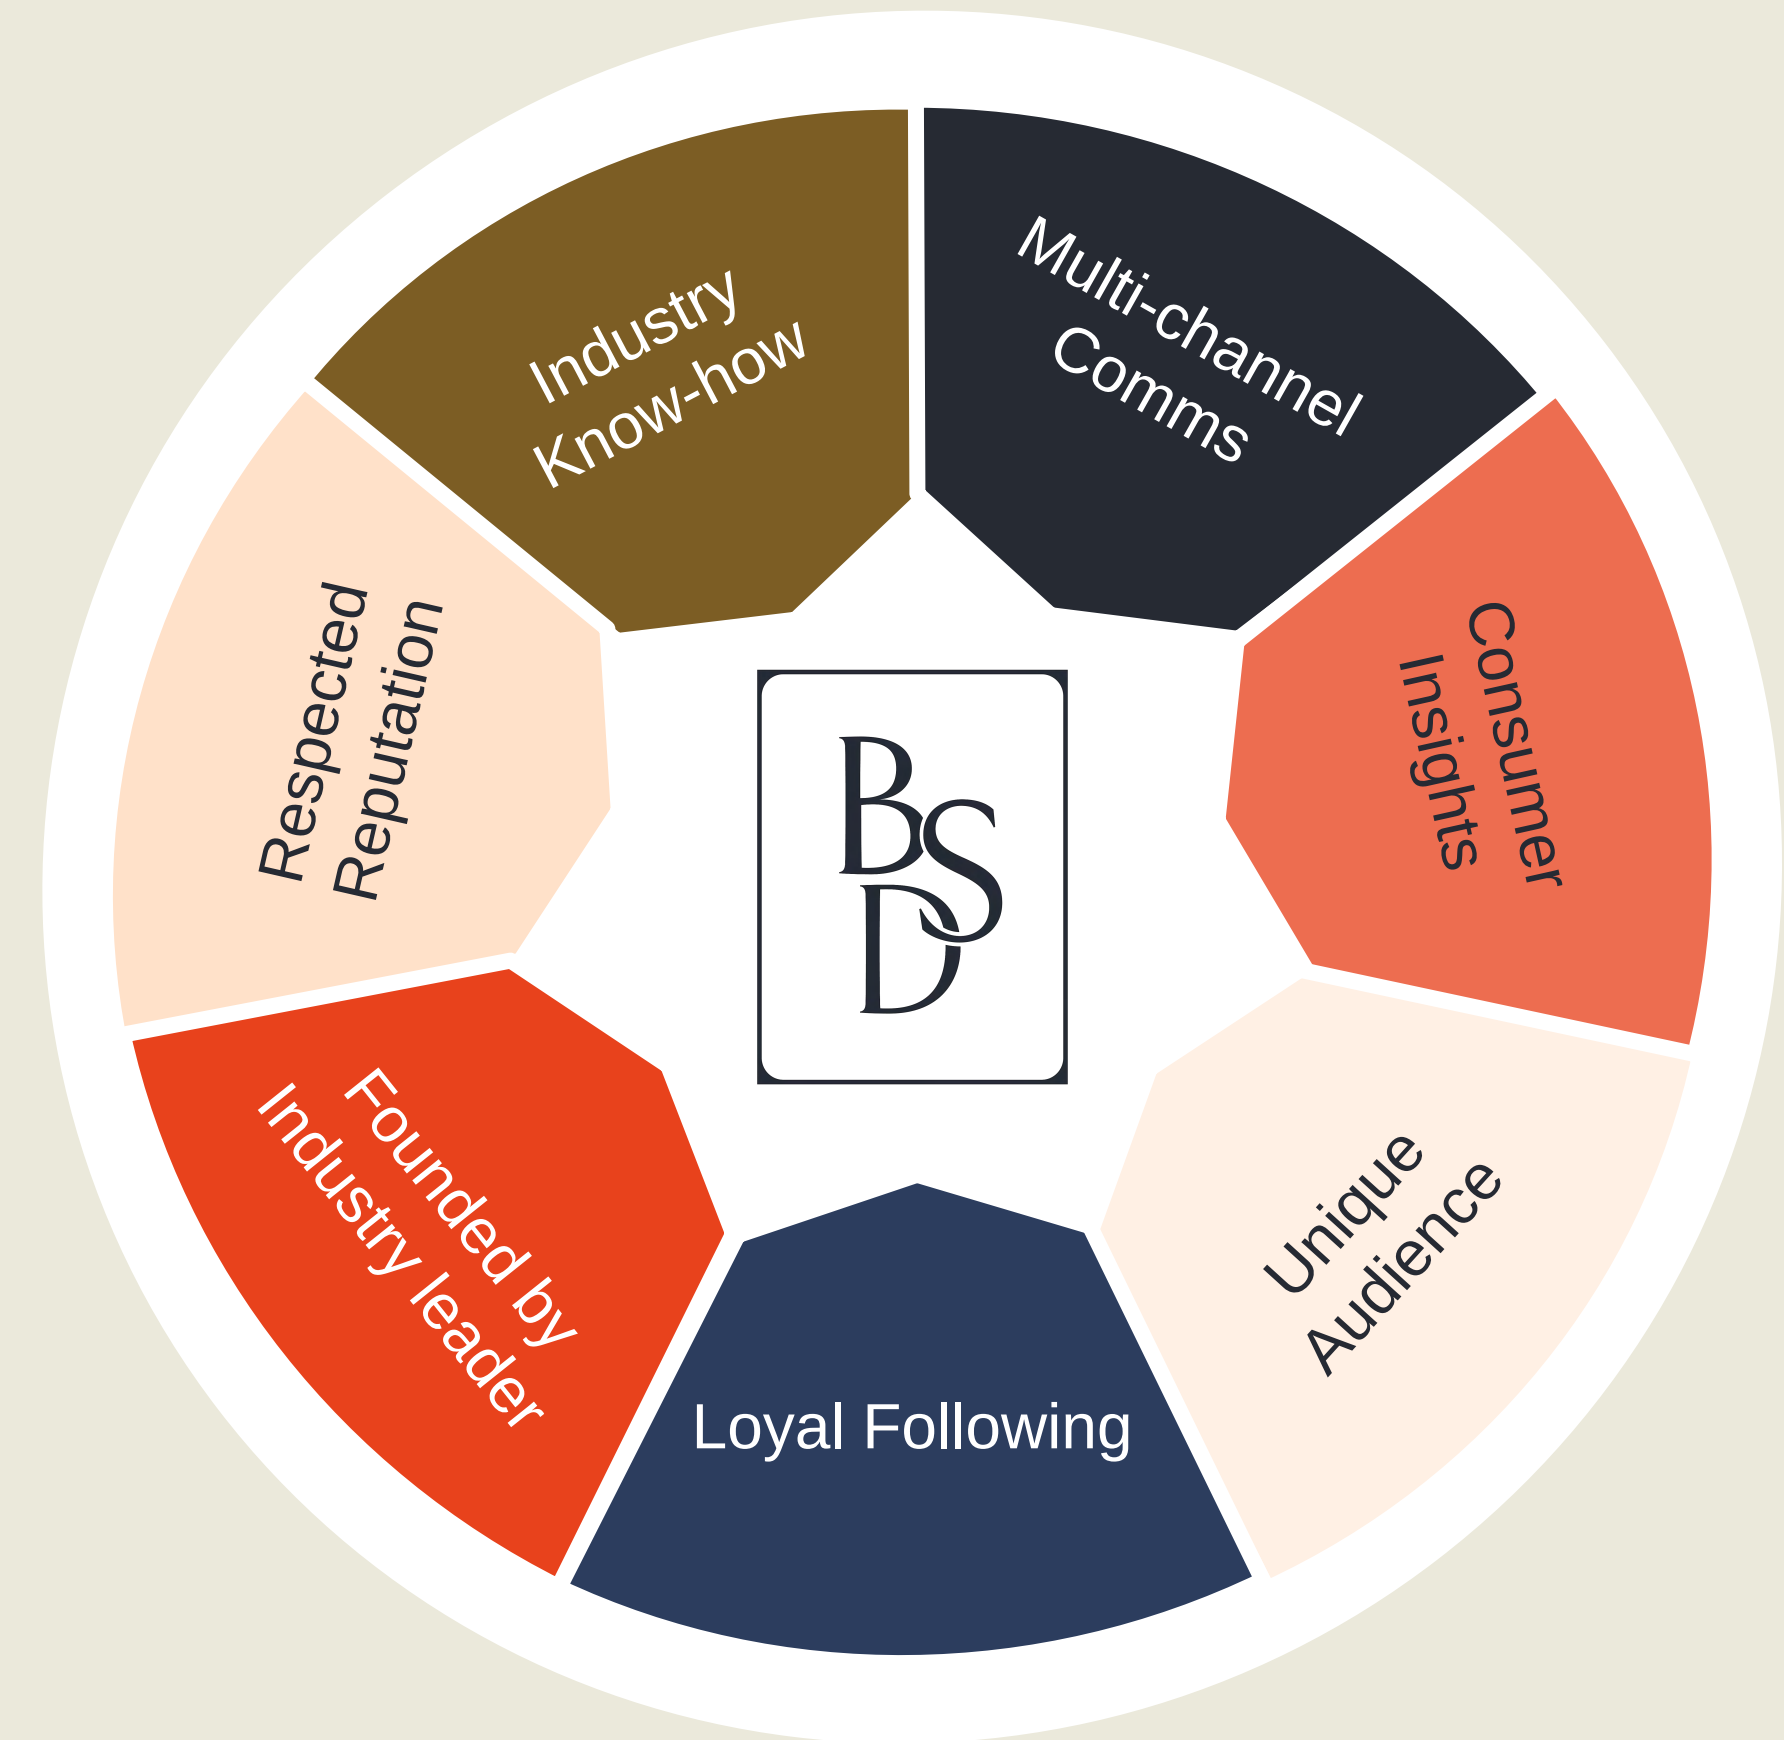 Industry
Know-how
Multi-channel
Comms
Consumer
Insights
Unique
Audience
Loyal Following
Founded by
Industry leader
Respected
Reputation
BSD